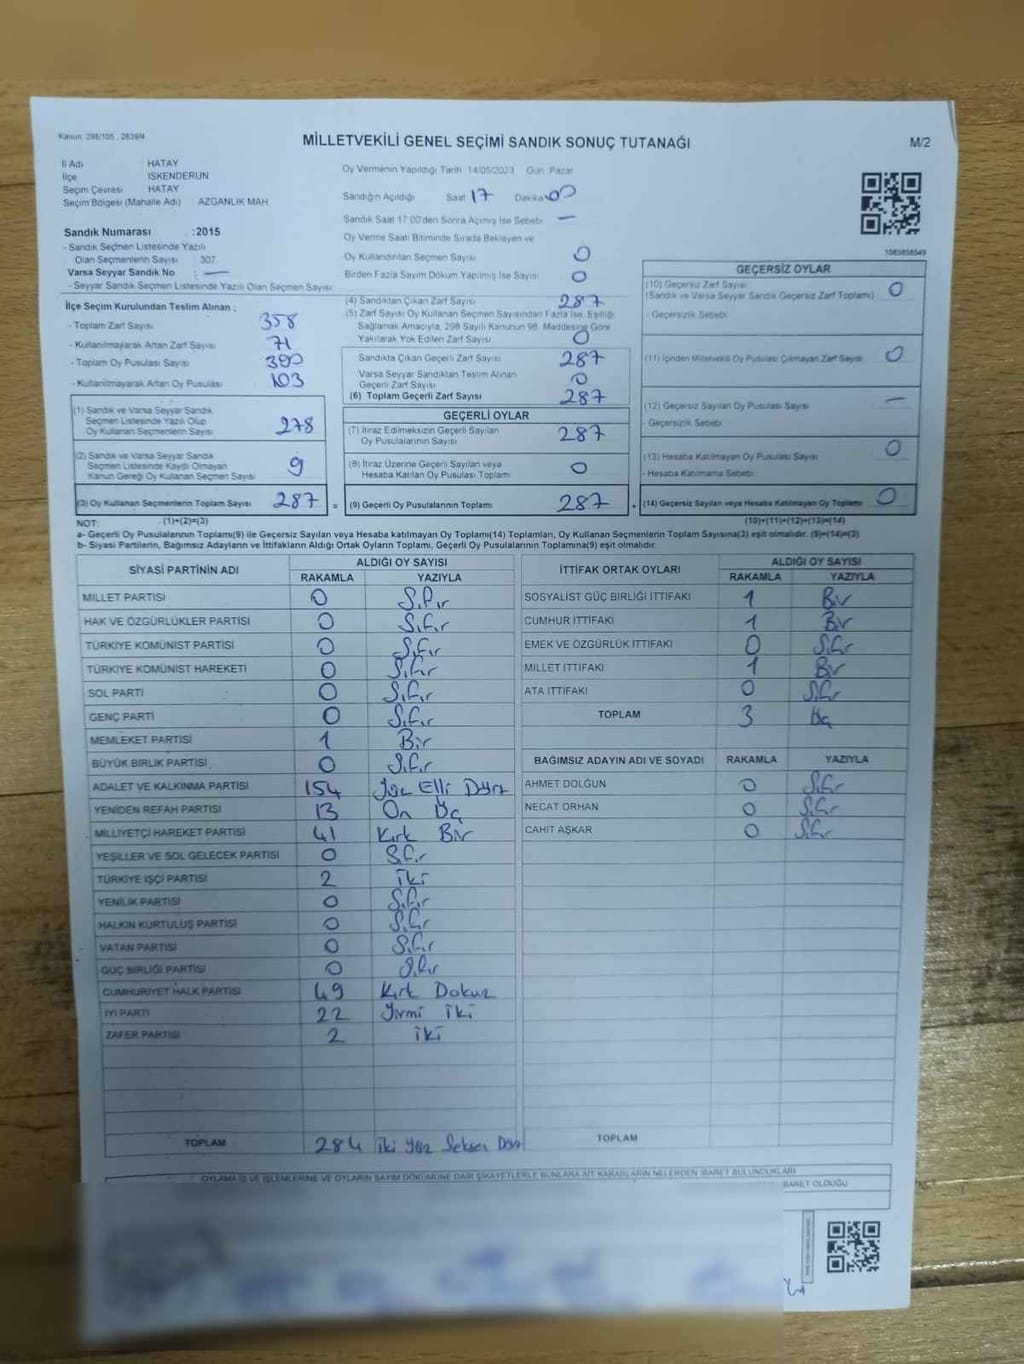 Kanun: 298/105 , 2839/4
MİLLETVEKİLİ GENEL SEÇİMİ SANDIK SONUÇ TUTANAĞI
M/2
İl Adı HATAY
İlçe İSKENDERUN
Seçim Çevresi HATAY
Seçim Bölgesi (Mahalle Adı) AZGANLIK MAH.
Sandık Numarası :2015
- Sandık Seçmen Listesinde Yazılı
Olan Seçmenlerin Sayısı 307
Varsa Seyyar Sandık No : —
- Seyyar Sandık Seçmen Listesinde Yazılı Olan Seçmen Sayısı
Oy Vermenin Yapıldığı Tarih 14/05/2023 Gün Pazar
Sandığın Açıldığı Saat 17 Dakika 00
Sandık Saat 17:00'den Sonra Açılmış İse Sebebi —
Oy Verme Saati Bitiminde Sırada Bekleyen ve
Oy Kullandırılan Seçmen Sayısı 0
Birden Fazla Sayım Döküm Yapılmış İse Sayısı 0
1063858549
İlçe Seçim Kurulundan Teslim Alınan ;
- Toplam Zarf Sayısı 358
- Kullanılmayarak Artan Zarf Sayısı 71
- Toplam Oy Pusulası Sayısı 390
- Kullanılmayarak Artan Oy Pusulası 103
(1) Sandık ve Varsa Seyyar Sandık
Seçmen Listesinde Yazılı Olup
Oy Kullanan Seçmenlerin Sayısı 278
(2) Sandık ve Varsa Seyyar Sandık
Seçmen Listesinde Kayıtlı Olmayan
Kanun Gereği Oy Kullanan Seçmen Sayısı 9
(3) Oy Kullanan Seçmenlerin Toplam Sayısı 287 =
(1)+(2)=(3)
(4) Sandıktan Çıkan Zarf Sayısı 287
(5) Zarf Sayısı Oy Kullanan Seçmen Sayısından Fazla İse, Eşitliği
Sağlamak Amacıyla, 298 Sayılı Kanunun 98. Maddesine Göre
Yakılarak Yok Edilen Zarf Sayısı 0
Sandıkta Çıkan Geçerli Zarf Sayısı 287
Varsa Seyyar Sandıktan Teslim Alınan
Geçerli Zarf Sayısı 0
(6) Toplam Geçerli Zarf Sayısı 287
GEÇERLİ OYLAR
(7) İtiraz Edilmeksizin Geçerli Sayılan
Oy Pusulalarının Sayısı 287
(8) İtiraz Üzerine Geçerli Sayılan veya
Hesaba Katılan Oy Pusulası Toplamı 0
(9) Geçerli Oy Pusulalarının Toplamı 287 +
GEÇERSİZ OYLAR
(10) Geçersiz Zarf Sayısı
(Sandık ve Varsa Seyyar Sandık Geçersiz Zarf Toplamı) 0
- Geçersizlik Sebebi
(11) İçinden Milletvekili Oy Pusulası Çıkmayan Zarf Sayısı 0
(12) Geçersiz Sayılan Oy Pusulası Sayısı —
- Geçersizlik Sebebi
(13) Hesaba Katılmayan Oy Pusulası Sayısı 0
- Hesaba Katılmama Sebebi
(14) Geçersiz Sayılan veya Hesaba Katılmayan Oy Toplamı 0
(10)+(11)+(12)+(13)=(14)
NOT:
a- Geçerli Oy Pusulalarının Toplamı(9) ile Geçersiz Sayılan veya Hesaba katılmayan Oy Toplamı(14) Toplamları, Oy Kullanan Seçmenlerin Toplam Sayısına(3) eşit olmalıdır. (9)+(14)=(3)
b- Siyasi Partilerin, Bağımsız Adayların ve İttifakların Aldığı Ortak Oyların Toplamı, Geçerli Oy Pusulalarının Toplamına(9) eşit olmalıdır.
SİYASİ PARTİNİN ADI ALDIĞI OY SAYISI
RAKAMLA YAZIYLA
MİLLET PARTİSİ 0 Sıfır
HAK VE ÖZGÜRLÜKLER PARTİSİ 0 Sıfır
TÜRKİYE KOMÜNİST PARTİSİ 0 Sıfır
TÜRKİYE KOMÜNİST HAREKETİ 0 Sıfır
SOL PARTİ 0 Sıfır
GENÇ PARTİ 0 Sıfır
MEMLEKET PARTİSİ 1 Bir
BÜYÜK BİRLİK PARTİSİ 0 Sıfır
ADALET VE KALKINMA PARTİSİ 154 Yüz Elli Dört
YENİDEN REFAH PARTİSİ 13 On Üç
MİLLİYETÇİ HAREKET PARTİSİ 41 Kırk Bir
YEŞİLLER VE SOL GELECEK PARTİSİ 0 Sıfır
TÜRKİYE İŞÇİ PARTİSİ 2 İki
YENİLİK PARTİSİ 0 Sıfır
HALKIN KURTULUŞ PARTİSİ 0 Sıfır
VATAN PARTİSİ 0 Sıfır
GÜÇ BİRLİĞİ PARTİSİ 0 Sıfır
CUMHURİYET HALK PARTİSİ 49 Kırk Dokuz
İYİ PARTİ 22 Yirmi İki
ZAFER PARTİSİ 2 İki
TOPLAM 284 İki Yüz Seksen Dört
İTTİFAK ORTAK OYLARI ALDIĞI OY SAYISI
RAKAMLA YAZIYLA
SOSYALİST GÜÇ BİRLİĞİ İTTİFAKI 1 Bir
CUMHUR İTTİFAKI 1 Bir
EMEK VE ÖZGÜRLÜK İTTİFAKI 0 Sıfır
MİLLET İTTİFAKI 1 Bir
ATA İTTİFAKI 0 Sıfır
TOPLAM 3 Üç
BAĞIMSIZ ADAYIN ADI VE SOYADI RAKAMLA YAZIYLA
AHMET DOLGUN 0 Sıfır
NECAT ORHAN 0 Sıfır
CAHİT AŞKAR 0 Sıfır
TOPLAM
OYLAMA İŞ VE İŞLEMLERİNE VE OYLARIN SAYIM DÖKÜMÜNE DAİR ŞİKAYETLERLE BUNLARA AİT KARARLARIN NELERDEN İBARET BULUNDUKLARI
İBARET OLDUĞU